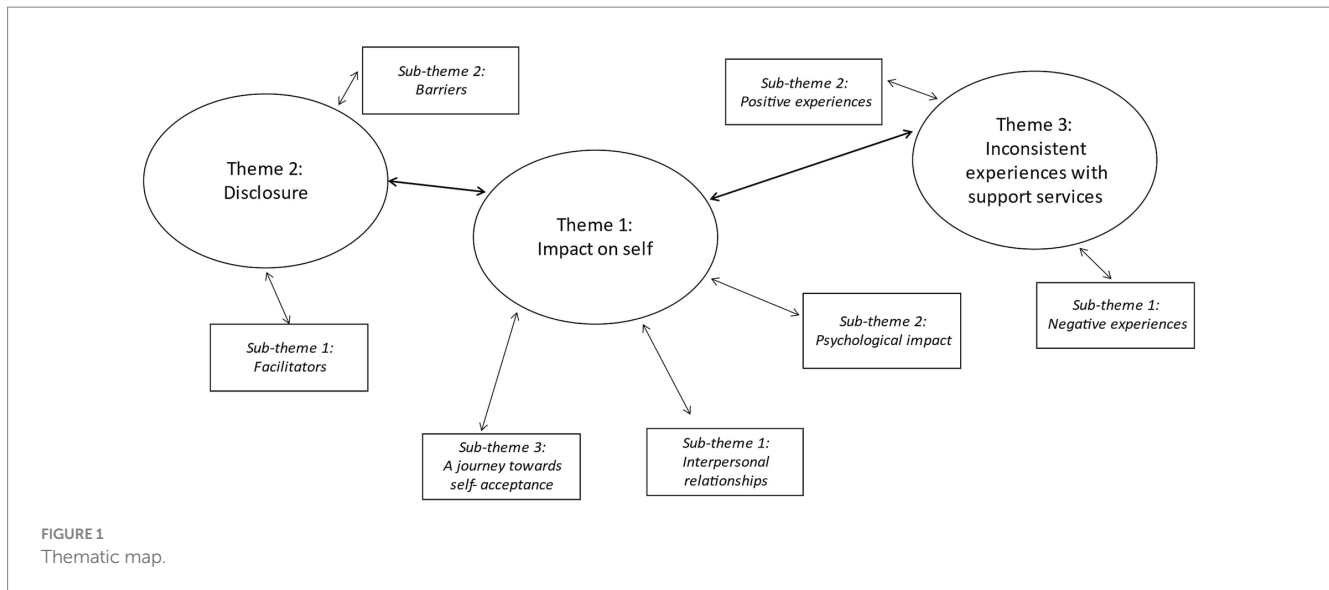 Sub-theme 2:
Barriers
Theme 2:
Disclosure
Sub-theme 1:
Facilitators
Theme 1:
Impact on self
Sub-theme 3:
A journey towards
self- acceptance
Sub-theme 1:
Interpersonal
relationships
Sub-theme 2:
Psychological impact
Sub-theme 2:
Positive experiences
Theme 3:
Inconsistent
experiences with
support services
Sub-theme 1:
Negative experiences
FIGURE 1
Thematic map.